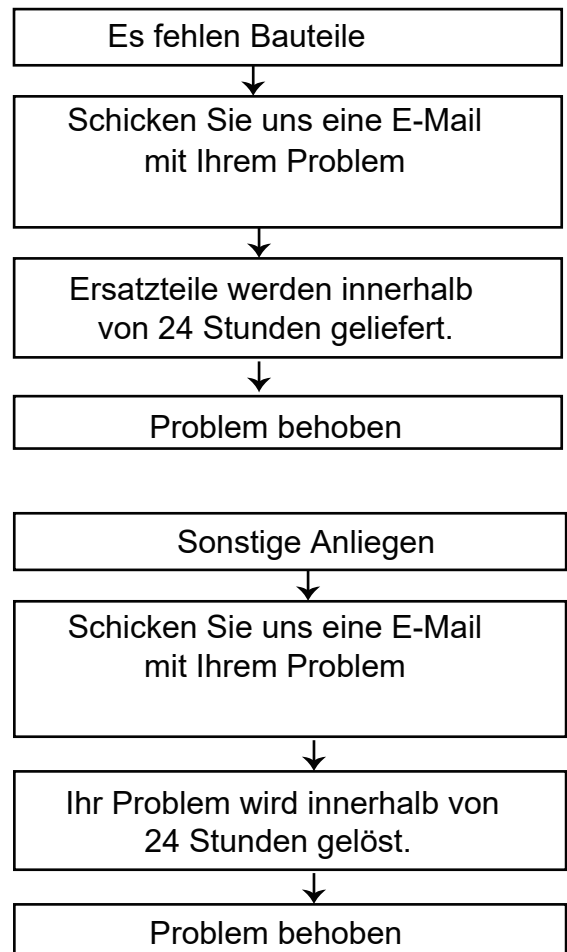 Es fehlen Bauteile
Schicken Sie uns eine E-Mail
mit Ihrem Problem
Ersatzteile werden innerhalb
von 24 Stunden geliefert.
Problem behoben
Sonstige Anliegen
Schicken Sie uns eine E-Mail
mit Ihrem Problem
Ihr Problem wird innerhalb von
24 Stunden gelöst.
Problem behoben